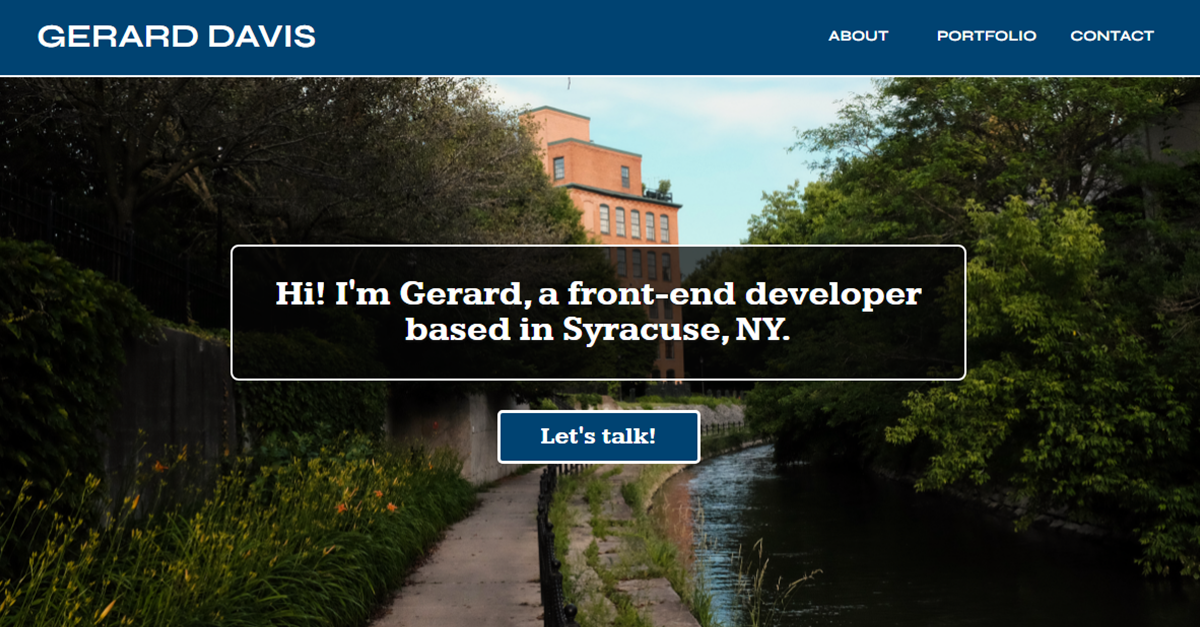 GERARD DAVIS
ABOUT PORTFOLIO CONTACT
Hi! I'm Gerard, a front-end developer
based in Syracuse, NY.
Let's talk!